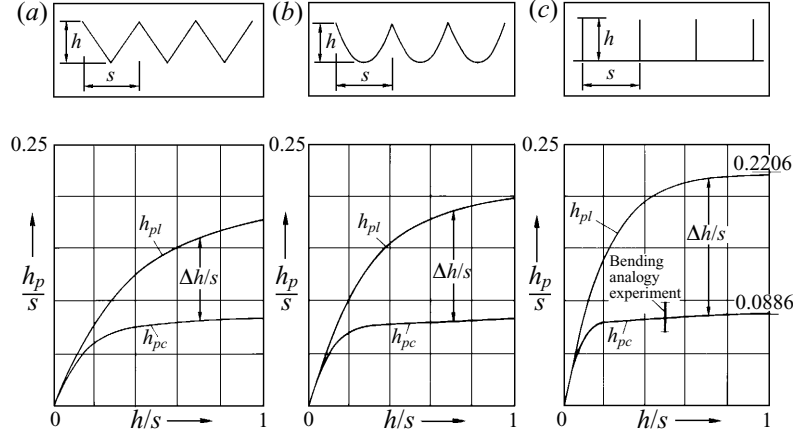 (a)
h
s
(b)
h
s
(c)
h
s
0.25
h_p/s
h_pl
Δh/s
h_pc
0
h/s
1
0.25
h_p/s
h_pl
Δh/s
h_pc
0
h/s
1
0.25
h_p/s
0.2206
h_pl
Δh/s
Bending
analogy
experiment
0.0886
h_pc
0
h/s
1